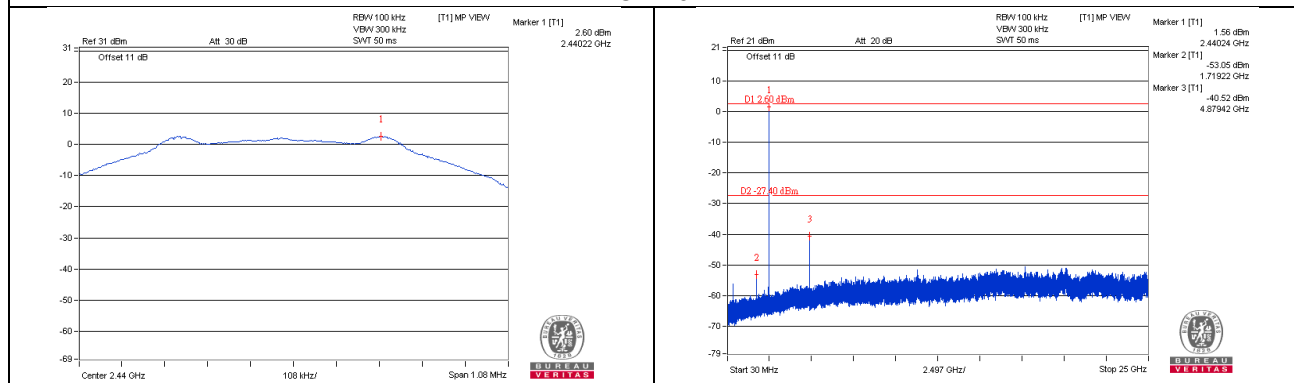 RBW 100 kHz
VBW 300 kHz
SWT 50 ms
[T1] MP VIEW
Ref 31 dBm
Att 30 dB
Offset 11 dB
Marker 1 [T1]
2.60 dBm
2.44022 GHz
31
20
10
0
-10
-20
-30
-40
-50
-60
-69
1
Center 2.44 GHz
108 kHz/
Span 1.08 MHz
BUREAU VERITAS
1828
BUREAU
VERITAS
RBW 100 kHz
VBW 300 kHz
SWT 50 ms
[T1] MP VIEW
Ref 21 dBm
Att 20 dB
Offset 11 dB
Marker 1 [T1]
1.56 dBm
2.44024 GHz
Marker 2 [T1]
-53.05 dBm
1.71922 GHz
Marker 3 [T1]
-40.52 dBm
4.87942 GHz
21
10
0
-10
-20
-30
-40
-50
-60
-70
-79
1
D1 2.60 dBm
D2 -27.40 dBm
3
2
Start 30 MHz
2.497 GHz/
Stop 25 GHz
BUREAU VERITAS
1828
BUREAU
VERITAS